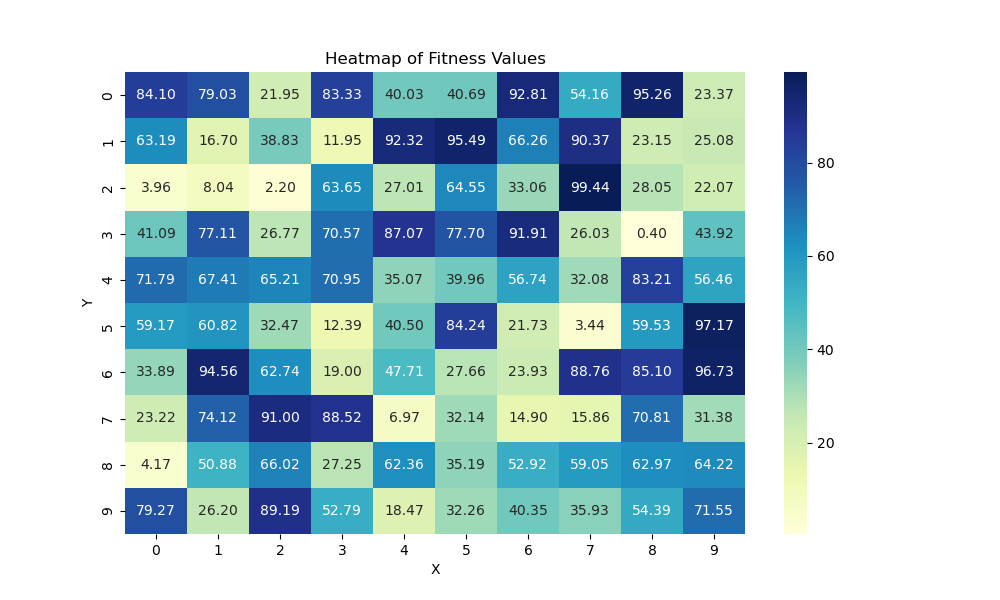 Heatmap of Fitness Values
0 84.10 79.03 21.95 83.33 40.03 40.69 92.81 54.16 95.26 23.37
1 63.19 16.70 38.83 11.95 92.32 95.49 66.26 90.37 23.15 25.08
80
2 3.96 8.04 2.20 63.65 27.01 64.55 33.06 99.44 28.05 22.07
3 41.09 77.11 26.77 70.57 87.07 77.70 91.91 26.03 0.40 43.92
60
4 71.79 67.41 65.21 70.95 35.07 39.96 56.74 32.08 83.21 56.46
Y
5 59.17 60.82 32.47 12.39 40.50 84.24 21.73 3.44 59.53 97.17
40
6 33.89 94.56 62.74 19.00 47.71 27.66 23.93 88.76 85.10 96.73
7 23.22 74.12 91.00 88.52 6.97 32.14 14.90 15.86 70.81 31.38
20
8 4.17 50.88 66.02 27.25 62.36 35.19 52.92 59.05 62.97 64.22
9 79.27 26.20 89.19 52.79 18.47 32.26 40.35 35.93 54.39 71.55
0 1 2 3 4 5 6 7 8 9
X